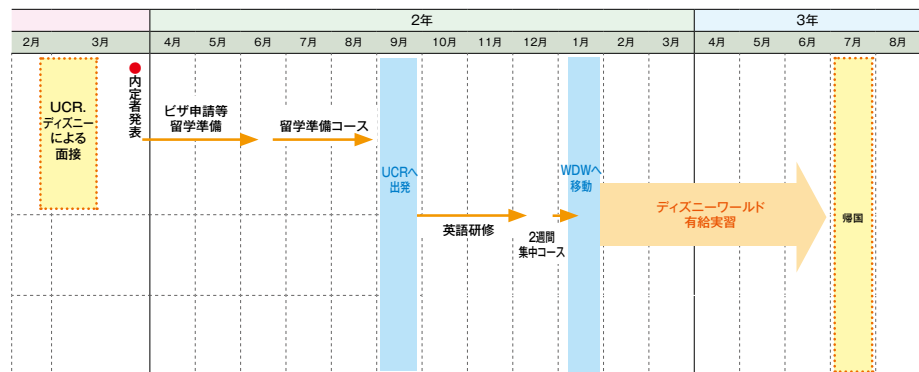 2年
3年
2月
3月
4月
5月
6月
7月
8月
9月
10月
11月
12月
1月
2月
3月
4月
5月
6月
7月
8月
UCR.
ディズニー
による
面接
内定者発表
ビザ申請等
留学準備
留学準備コース
UCRへ
出発
英語研修
2週間
集中コース
WDWへ
移動
ディズニーワールド
有給実習
帰国